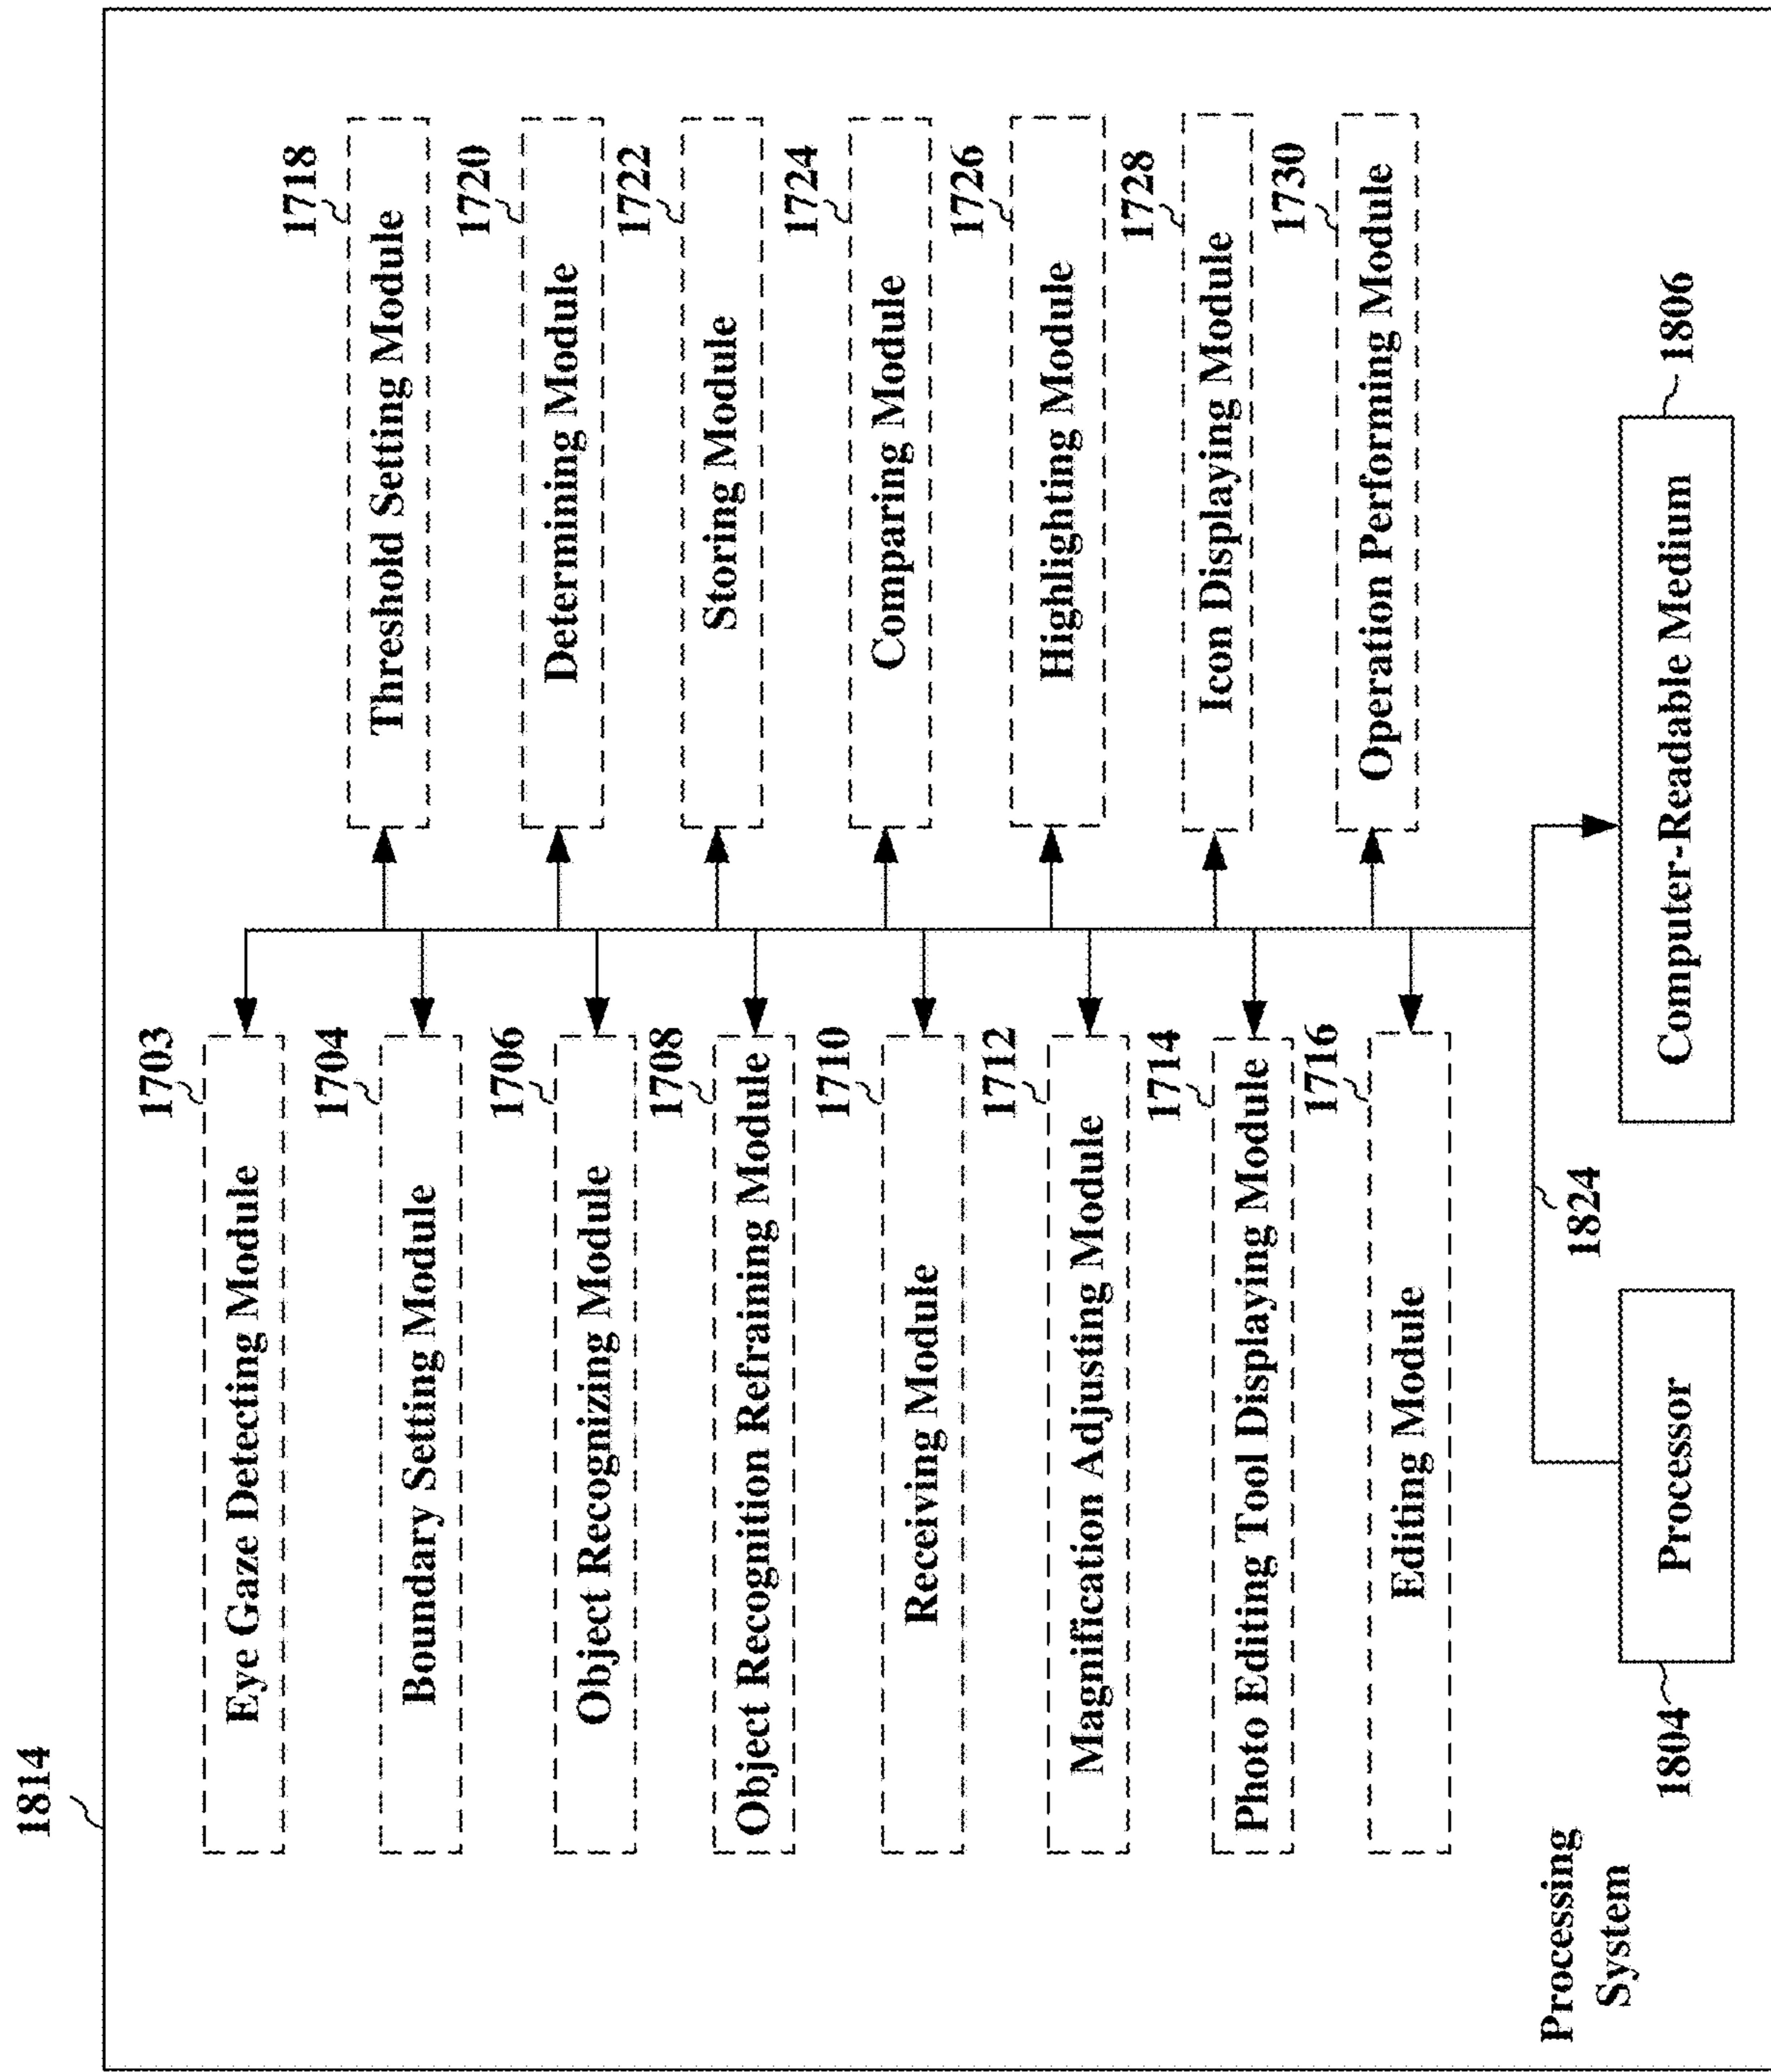 1814
1703
Eye Gaze Detecting Module
1704
Boundary Setting Module
1706
Object Recognizing Module
1708
Object Recognition Refraining Module
1710
Receiving Module
1712
Magnification Adjusting Module
1714
Photo Editing Tool Displaying Module
1716
Editing Module
1718
Threshold Setting Module
1720
Determining Module
1722
Storing Module
1724
Comparing Module
1726
Highlighting Module
1728
Icon Displaying Module
1730
Operation Performing Module
1824
Processing
System
1804
Processor
Computer-Readable Medium
1806